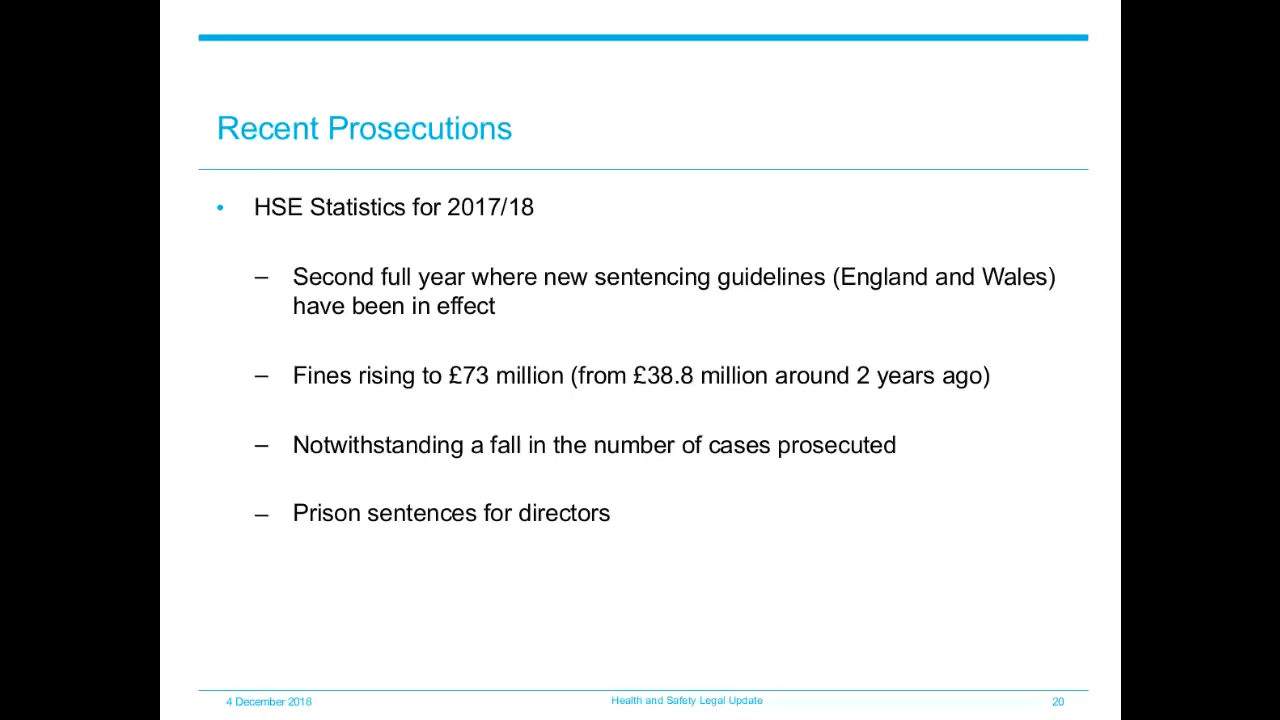 Recent Prosecutions
• HSE Statistics for 2017/18
– Second full year where new sentencing guidelines (England and Wales)
have been in effect
– Fines rising to £73 million (from £38.8 million around 2 years ago)
– Notwithstanding a fall in the number of cases prosecuted
– Prison sentences for directors
4 December 2018
Health and Safety Legal Update
20